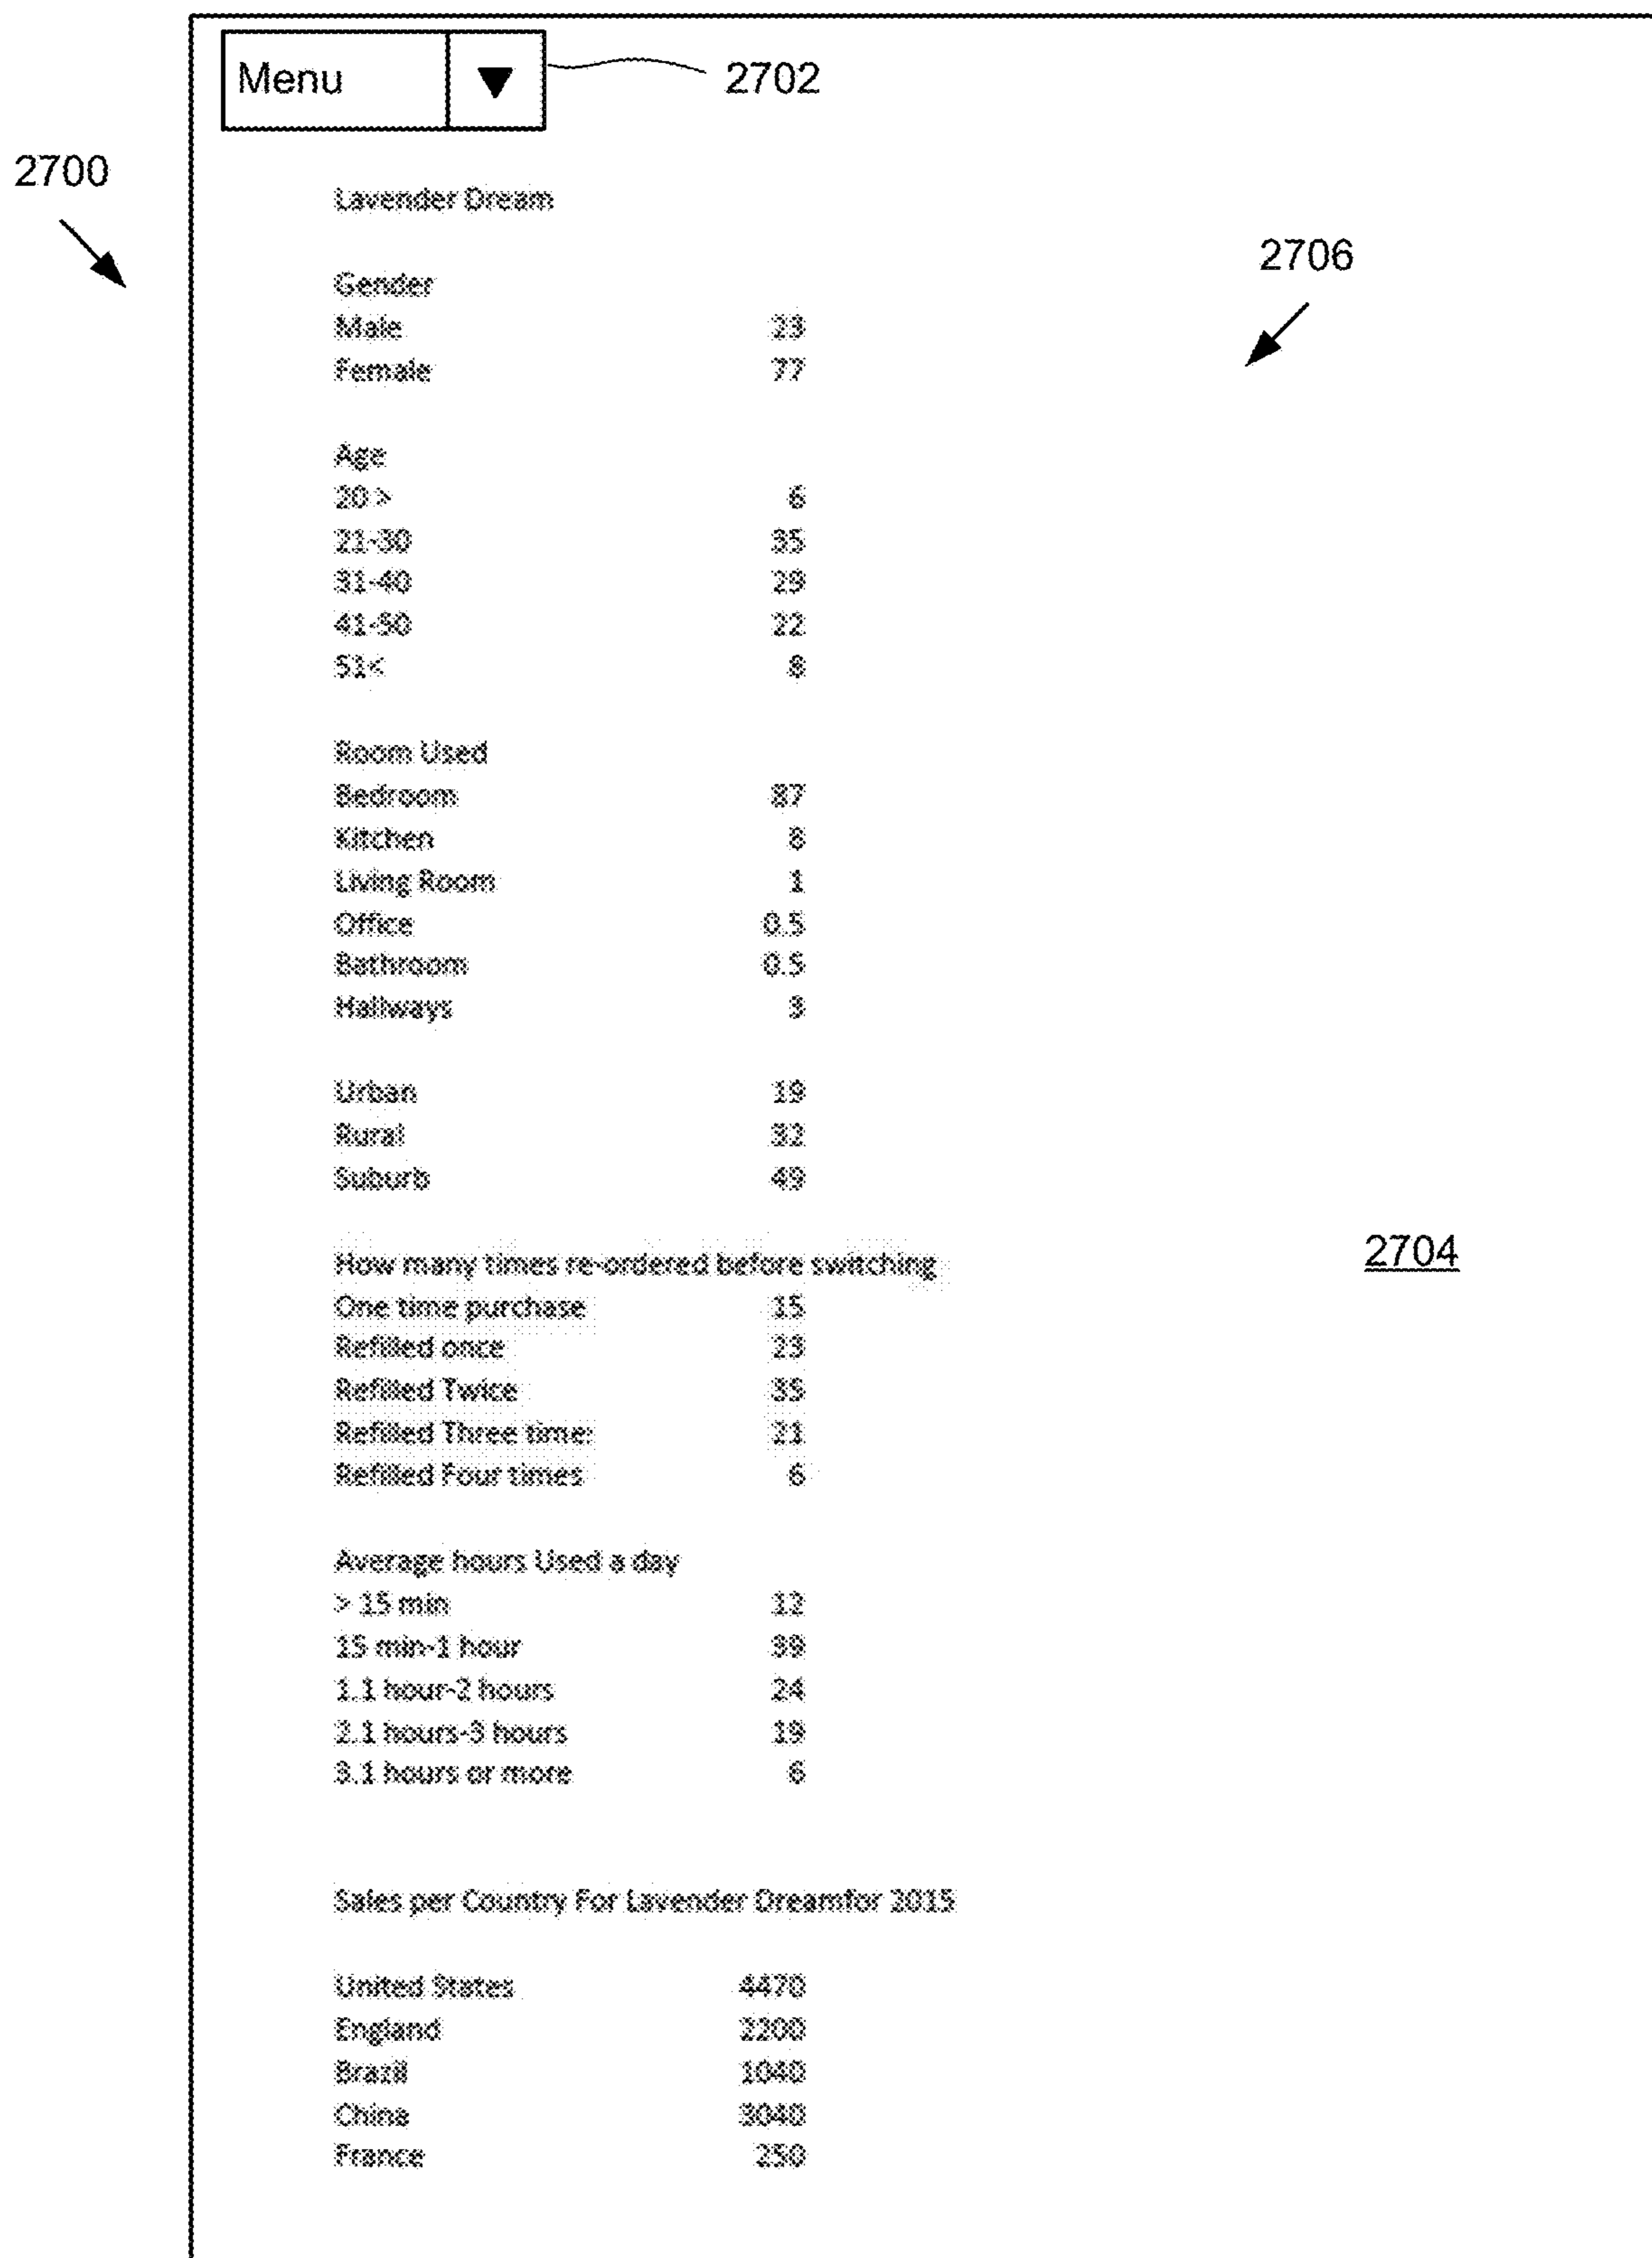 Menu ▼ 2702
2700
Lavender Dream
2706
Gender
Male 23
Female 77
Age
20 > 6
21-30 35
31-40 29
41-50 22
51< 8
Room Used
Bedroom 87
Kitchen 8
Living Room 1
Office 0.5
Bathroom 0.5
Hallways 3
Urban 19
Rural 32
Suburb 49
2704
How many times re-ordered before switching
One time purchase 15
Refilled once 23
Refilled Twice 35
Refilled Three time: 21
Refilled Four times 6
Average hours Used a day
> 15 min 12
15 min-1 hour 39
1.1 hour-2 hours 24
2.1 hours-3 hours 19
3.1 hours or more 6
Sales per Country For Lavender Dreamfor 2015
United States 4470
England 2200
Brazil 1040
China 3040
France 250